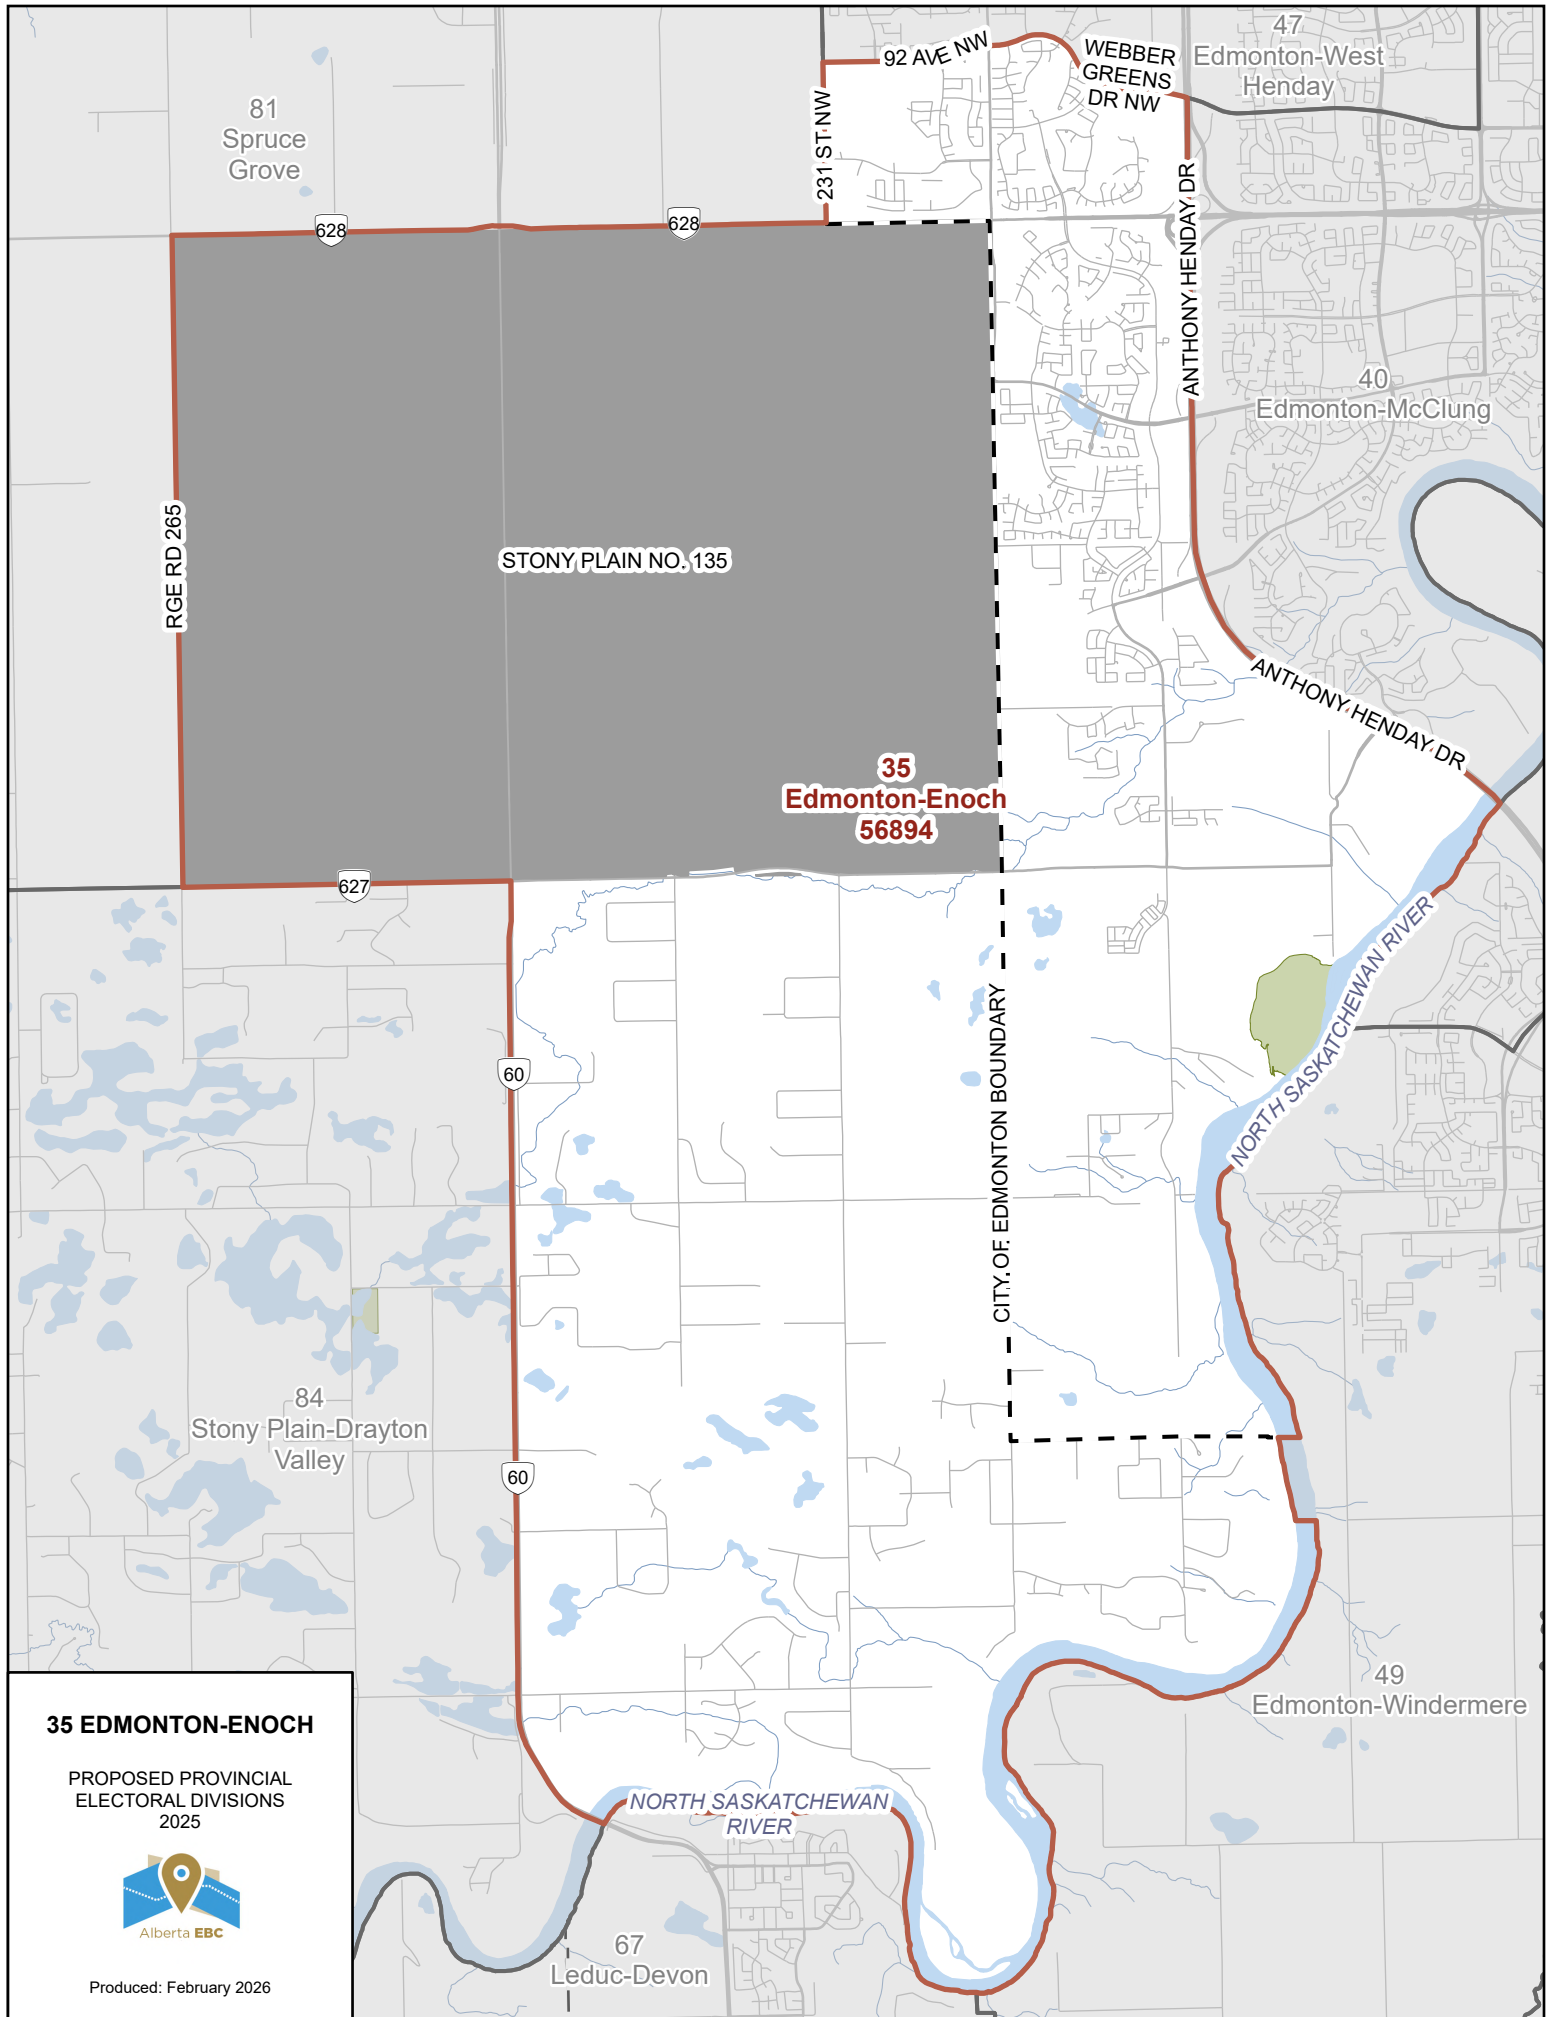 47
Edmonton-West
Henday
92 AVE NW
WEBBER
GREENS
DR NW
81
Spruce
Grove
231 ST NW
ANTHONY HENDAY DR
628
628
40
Edmonton-McClung
RGE RD 265
STONY PLAIN NO. 135
ANTHONY HENDAY DR
35
Edmonton-Enoch
56894
627
NORTH SASKATCHEWAN RIVER
60
CITY OF EDMONTON BOUNDARY
84
Stony Plain-Drayton
Valley
60
49
Edmonton-Windermere
NORTH SASKATCHEWAN
RIVER
67
Leduc-Devon
35 EDMONTON-ENOCH
PROPOSED PROVINCIAL
ELECTORAL DIVISIONS
2025
Alberta EBC
Produced: February 2026